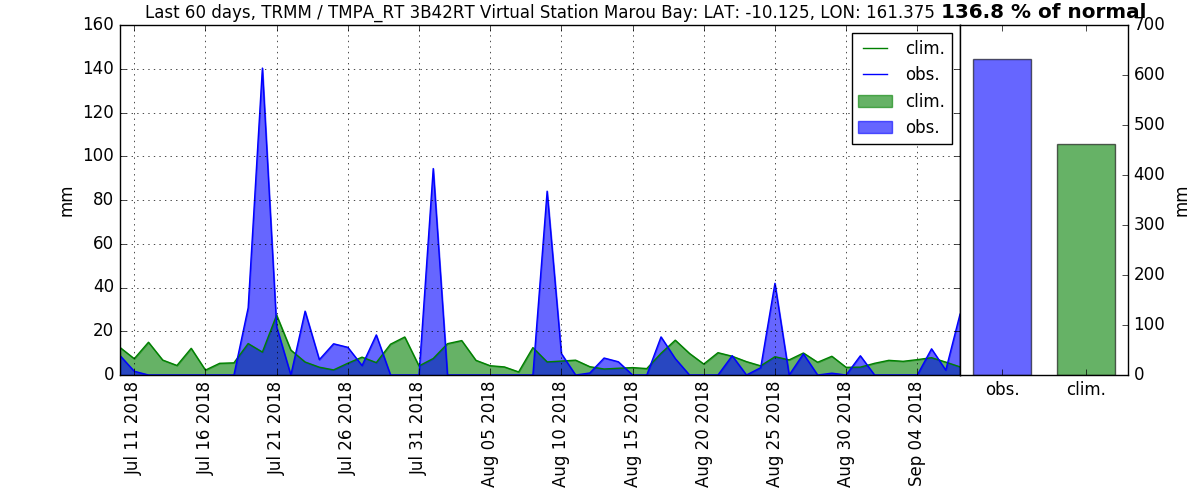 Last 60 days, TRMM / TMPA_RT 3B42RT Virtual Station Marou Bay: LAT: -10.125, LON: 161.375 136.8 % of normal
160
140
120
100
80
60
40
20
0
mm
clim.
obs.
clim.
obs.
700
600
500
400
300
200
100
0
mm
Jul 11 2018
Jul 16 2018
Jul 21 2018
Jul 26 2018
Jul 31 2018
Aug 05 2018
Aug 10 2018
Aug 15 2018
Aug 20 2018
Aug 25 2018
Aug 30 2018
Sep 04 2018
obs.
clim.